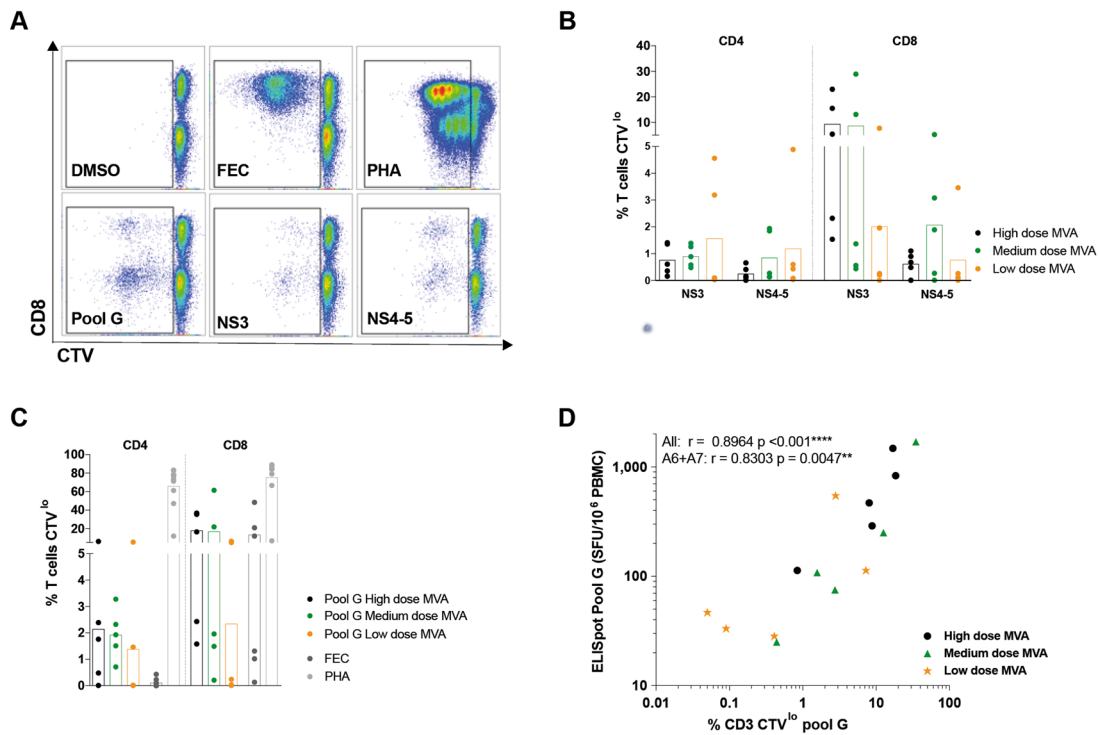 A
DMSO
FEC
PHA
Pool G
NS3
NS4-5
CD8
CTV
B
CD4
CD8
% T cells CTV^lo
40
30
20
10
5
4
3
2
1
0
NS3
NS4-5
NS3
NS4-5
High dose MVA
Medium dose MVA
Low dose MVA
C
CD4
CD8
% T cells CTV^lo
100
80
60
40
20
5
4
3
2
1
0
Pool G High dose MVA
Pool G Medium dose MVA
Pool G Low dose MVA
FEC
PHA
D
All: r = 0.8964 p <0.001****
A6+A7: r = 0.8303 p = 0.0047**
ELISpot Pool G (SFU/10^6 PBMC)
1,000
100
10
0.01
0.1
1
10
100
% CD3 CTV^lo pool G
High dose MVA
Medium dose MVA
Low dose MVA